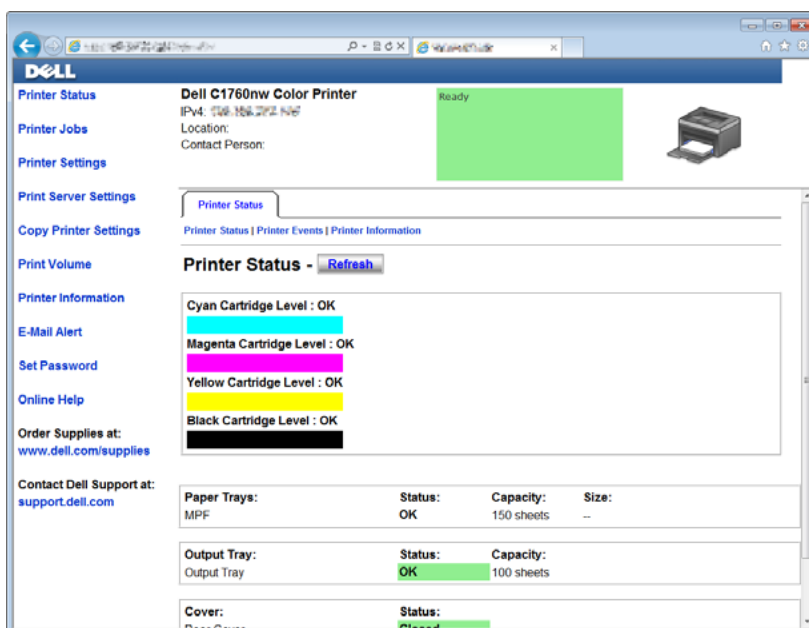 DELL
Printer Status
Printer Jobs
Printer Settings
Print Server Settings
Copy Printer Settings
Print Volume
Printer Information
E-Mail Alert
Set Password
Online Help
Order Supplies at:
www.dell.com/supplies
Contact Dell Support at:
support.dell.com
Dell C1760nw Color Printer
IPv4:
Location:
Contact Person:
Ready
Printer Status
Printer Status | Printer Events | Printer Information
Printer Status - Refresh
Cyan Cartridge Level : OK
Magenta Cartridge Level : OK
Yellow Cartridge Level : OK
Black Cartridge Level : OK
Paper Trays: Status: Capacity: Size:
MPF OK 150 sheets --
Output Tray: Status: Capacity:
Output Tray OK 100 sheets
Cover: Status:
Rear Cover Closed